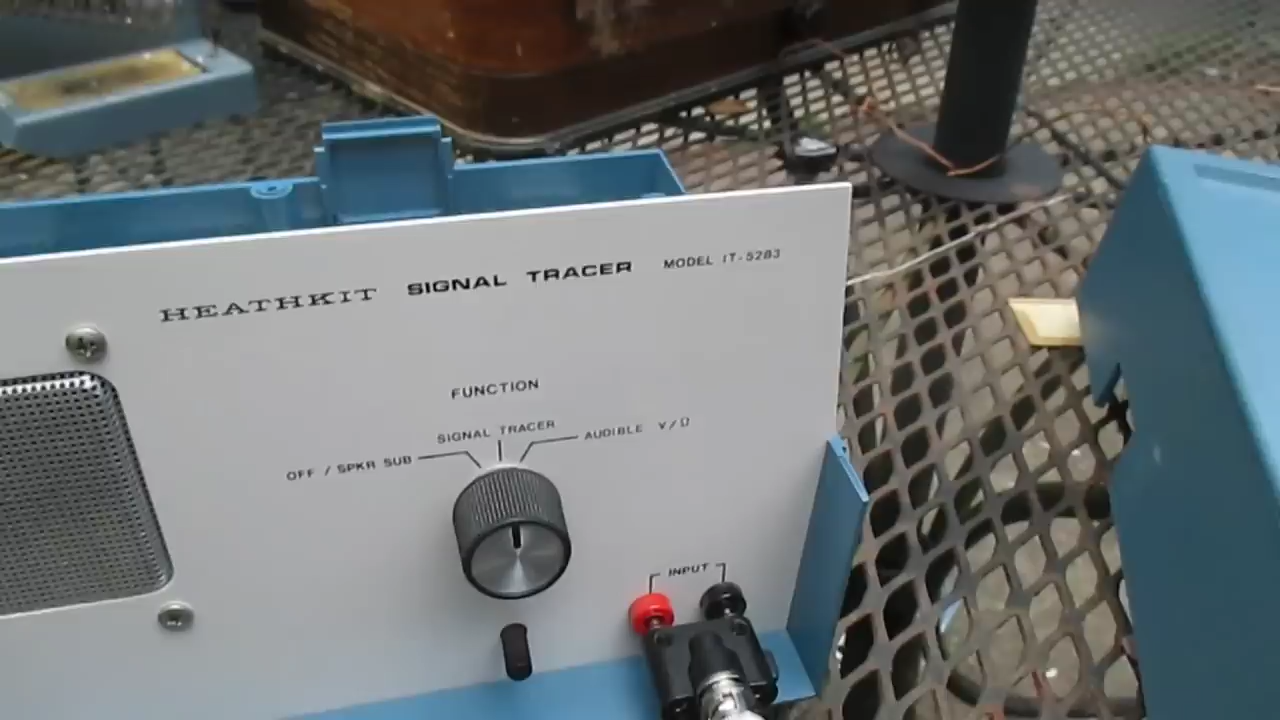 HEATHKIT SIGNAL TRACER MODEL IT-5283
FUNCTION
SIGNAL TRACER
OFF / SPKR SUB
AUDIBLE V/Ω
INPUT